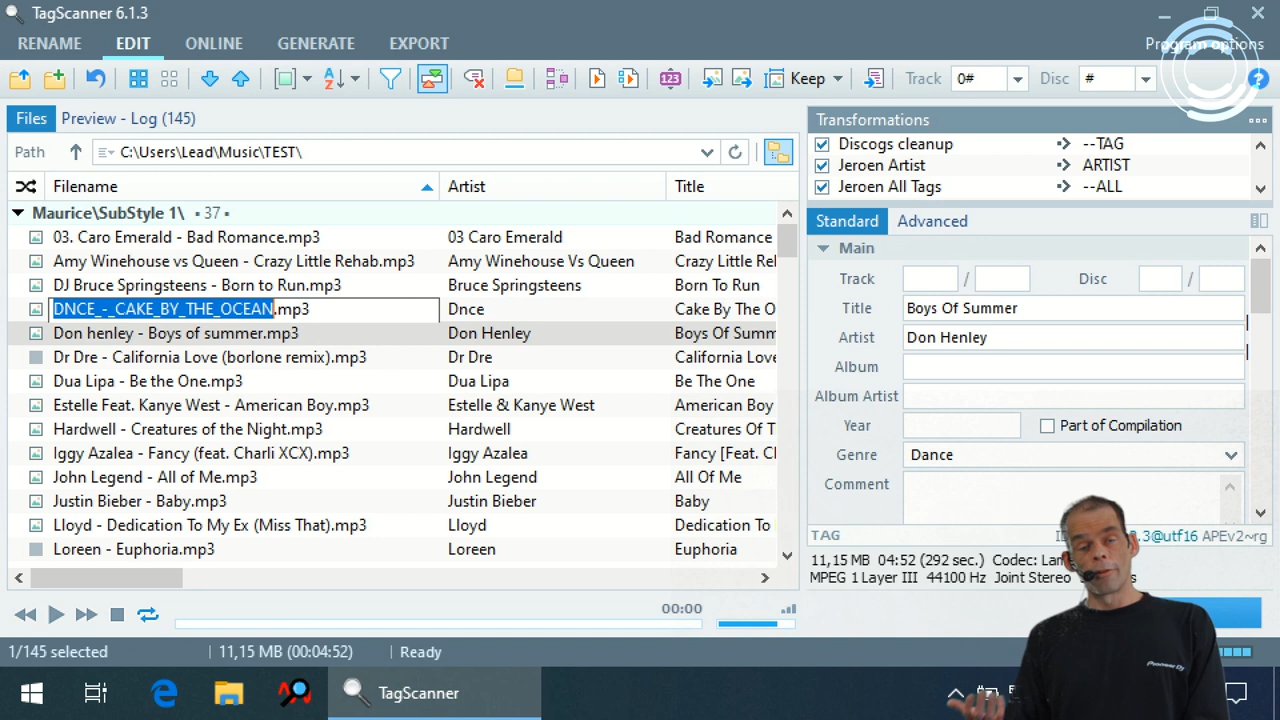 TagScanner 6.1.3
RENAME EDIT ONLINE GENERATE EXPORT Program options
123 Keep Track 0# Disc # ?
Files Preview - Log (145)
Path C:\Users\Lead\Music\TEST\
Filename Artist Title
Maurice\SubStyle 1\ • 37 •
03. Caro Emerald - Bad Romance.mp3 03 Caro Emerald Bad Romance
Amy Winehouse vs Queen - Crazy Little Rehab.mp3 Amy Winehouse Vs Queen Crazy Little Reh
DJ Bruce Springsteens - Born to Run.mp3 Bruce Springsteens Born To Run
DNCE_-_CAKE_BY_THE_OCEAN.mp3 Dnce Cake By The O
Don henley - Boys of summer.mp3 Don Henley Boys Of Summ
Dr Dre - California Love (borlone remix).mp3 Dr Dre California Love
Dua Lipa - Be the One.mp3 Dua Lipa Be The One
Estelle Feat. Kanye West - American Boy.mp3 Estelle & Kanye West American Boy
Hardwell - Creatures of the Night.mp3 Hardwell Creatures Of T
Iggy Azalea - Fancy (feat. Charli XCX).mp3 Iggy Azalea Fancy [Feat. C
John Legend - All of Me.mp3 John Legend All Of Me
Justin Bieber - Baby.mp3 Justin Bieber Baby
Lloyd - Dedication To My Ex (Miss That).mp3 Lloyd Dedication To
Loreen - Euphoria.mp3 Loreen Euphoria
00:00
1/145 selected 11,15 MB (00:04:52) Ready
TagScanner
Transformations
Discogs cleanup --TAG
Jeroen Artist ARTIST
Jeroen All Tags --ALL
Standard Advanced
Main
Track / Disc /
Title Boys Of Summer
Artist Don Henley
Album
Album Artist
Year Part of Compilation
Genre Dance
Comment
TAG .3@utf16 APEv2~rg
11,15 MB 04:52 (292 sec.) Codec: Lam
MPEG 1 Layer III 44100 Hz Joint Stereo
Pioneer Dj